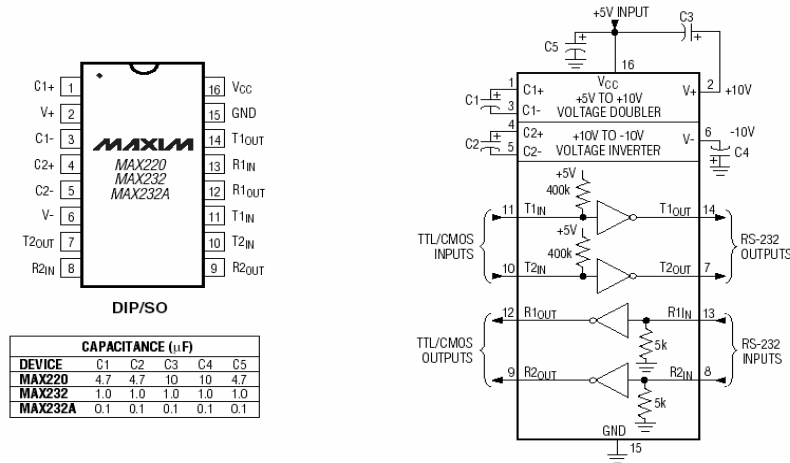 C1+ 1
V+ 2
C1- 3
C2+ 4
C2- 5
V- 6
T2OUT 7
R2IN 8
MAXIM
MAX220
MAX232
MAX232A
16 VCC
15 GND
14 T1OUT
13 R1IN
12 R1OUT
11 T1IN
10 T2IN
9 R2OUT
DIP/SO
CAPACITANCE (µF)
DEVICE C1 C2 C3 C4 C5
MAX220 4.7 4.7 10 10 4.7
MAX232 1.0 1.0 1.0 1.0 1.0
MAX232A 0.1 0.1 0.1 0.1 0.1
+5V INPUT
C3
+
C5
+
16
VCC
1
C1+
C1
+
3
C1-
+5V TO +10V
VOLTAGE DOUBLER
V+
2
+10V
4
C2+
C2
+
5
C2-
+10V TO -10V
VOLTAGE INVERTER
V-
6
-10V
C4
+
+5V
400k
11 T1IN
T1OUT 14
+5V
400k
TTL/CMOS
INPUTS
RS-232
OUTPUTS
10 T2IN
T2OUT 7
12 R1OUT
R1IN 13
5k
TTL/CMOS
OUTPUTS
RS-232
INPUTS
9 R2OUT
R2IN 8
5k
GND
15